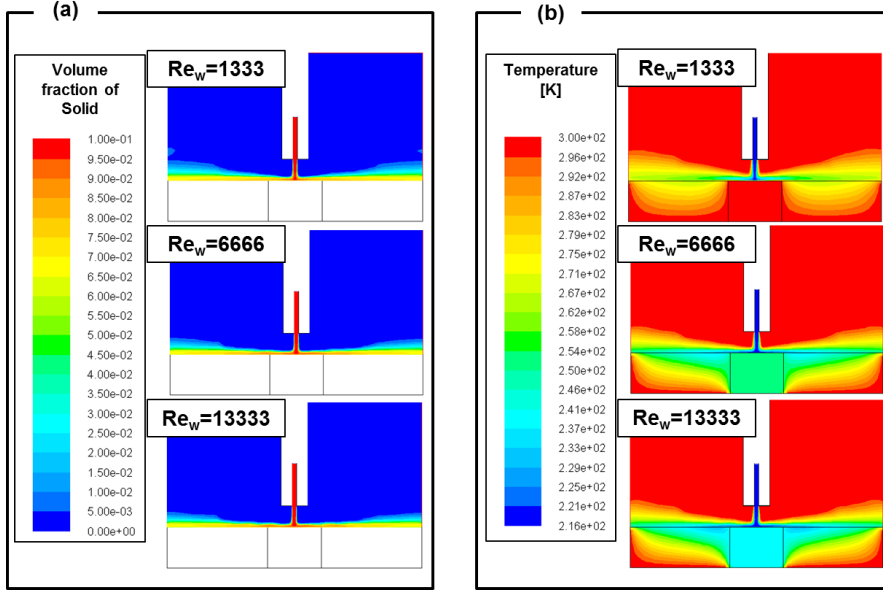 (a)
Volume
fraction of
Solid
1.00e-01
9.50e-02
9.00e-02
8.50e-02
8.00e-02
7.50e-02
7.00e-02
6.50e-02
6.00e-02
5.50e-02
5.00e-02
4.50e-02
4.00e-02
3.50e-02
3.00e-02
2.50e-02
2.00e-02
1.50e-02
1.00e-02
5.00e-03
0.00e+00
Rew=1333
Rew=6666
Rew=13333
(b)
Temperature
[K]
3.00e+02
2.96e+02
2.92e+02
2.87e+02
2.83e+02
2.79e+02
2.75e+02
2.71e+02
2.67e+02
2.62e+02
2.58e+02
2.54e+02
2.50e+02
2.46e+02
2.41e+02
2.37e+02
2.33e+02
2.29e+02
2.25e+02
2.21e+02
2.16e+02
Rew=1333
Rew=6666
Rew=13333